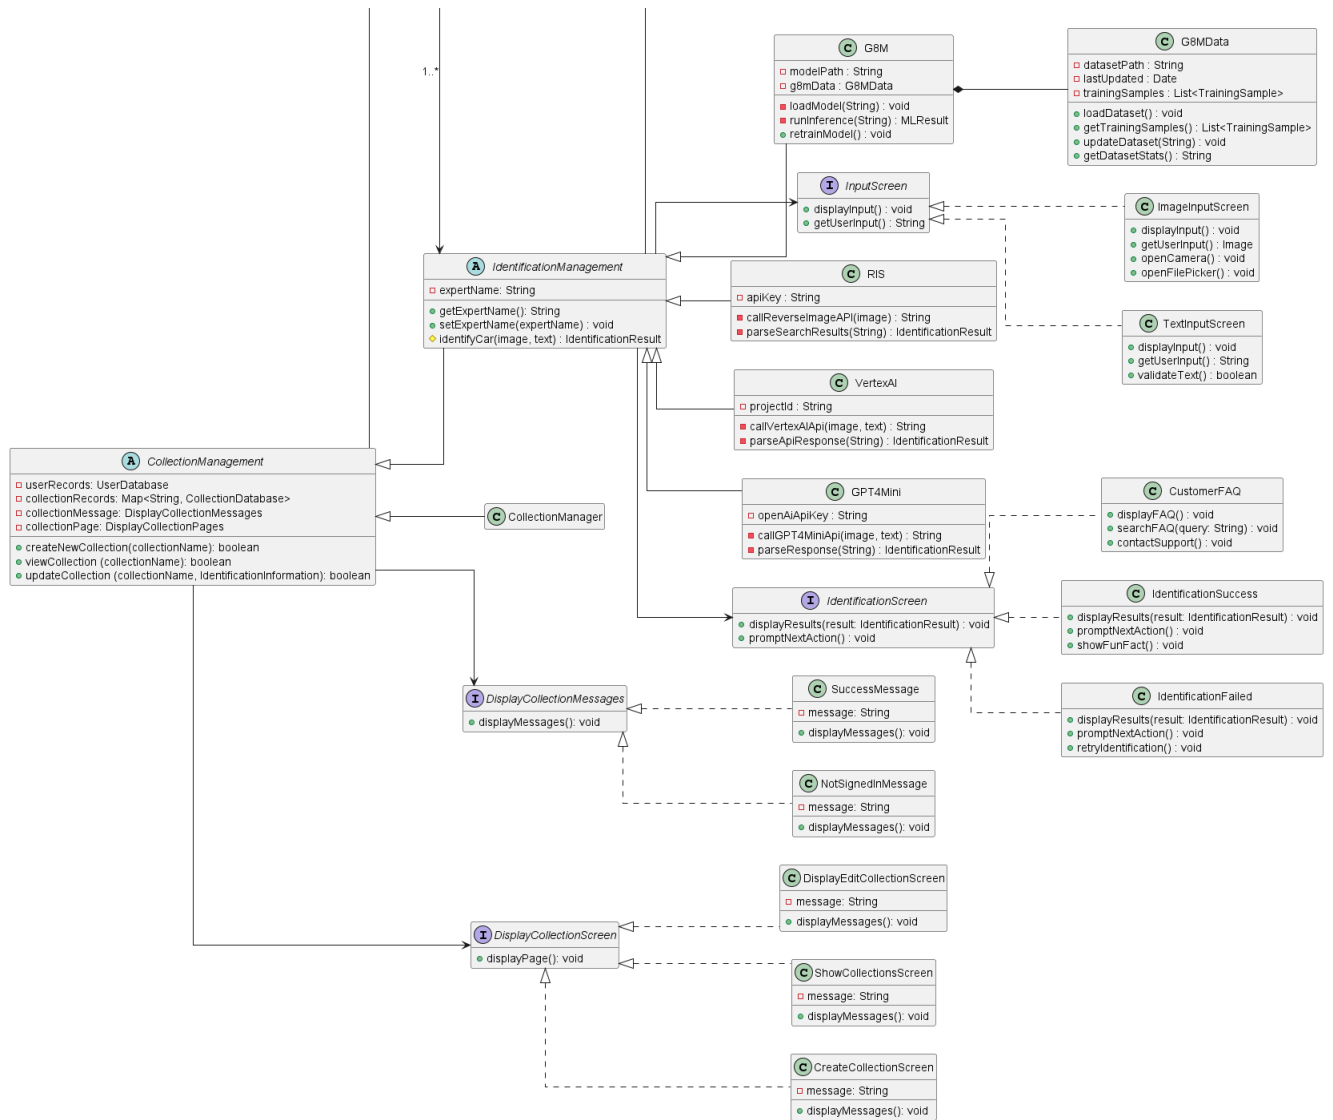 1..*
C G8M
modelPath : String
g8mData : G8MData
loadModel(String) : void
runInference(String) : MLResult
retrainModel() : void
C G8MData
datasetPath : String
lastUpdated : Date
trainingSamples : List<TrainingSample>
loadDataset() : void
getTrainingSamples() : List<TrainingSample>
updateDataset(String) : void
getDatasetStats() : String
I InputScreen
displayInput() : void
getUserInput() : String
C ImageInputScreen
displayInput() : void
getUserInput() : Image
openCamera() : void
openFilePicker() : void
A IdentificationManagement
expertName: String
getExpertName(): String
setExpertName(expertName) : void
identifyCar(image, text) : IdentificationResult
C RIS
apiKey : String
callReverseImageAPI(image) : String
parseSearchResults(String) : IdentificationResult
C TextInputScreen
displayInput() : void
getUserInput() : String
validateText() : boolean
C VertexAI
projectId : String
callVertexAIApi(image, text) : String
parseApiResponse(String) : IdentificationResult
A CollectionManagement
userRecords: UserDatabase
collectionRecords: Map<String, CollectionDatabase>
collectionMessage: DisplayCollectionMessages
collectionPage: DisplayCollectionPages
createNewCollection(collectionName): boolean
viewCollection (collectionName): boolean
updateCollection (collectionName, IdentificationInformation): boolean
C CollectionManager
C GPT4Mini
openAiApiKey : String
callGPT4MiniApi(image, text) : String
parseResponse(String) : IdentificationResult
C CustomerFAQ
displayFAQ() : void
searchFAQ(query: String) : void
contactSupport() : void
I IdentificationScreen
displayResults(result: IdentificationResult) : void
promptNextAction() : void
C IdentificationSuccess
displayResults(result: IdentificationResult) : void
promptNextAction() : void
showFunFact() : void
I DisplayCollectionMessages
displayMessages(): void
C SuccessMessage
message: String
displayMessages(): void
C IdentificationFailed
displayResults(result: IdentificationResult) : void
promptNextAction() : void
retryIdentification() : void
C NotSignedInMessage
message: String
displayMessages(): void
C DisplayEditCollectionScreen
message: String
displayMessages(): void
I DisplayCollectionScreen
displayPage(): void
C ShowCollectionsScreen
message: String
displayMessages(): void
C CreateCollectionScreen
message: String
displayMessages(): void